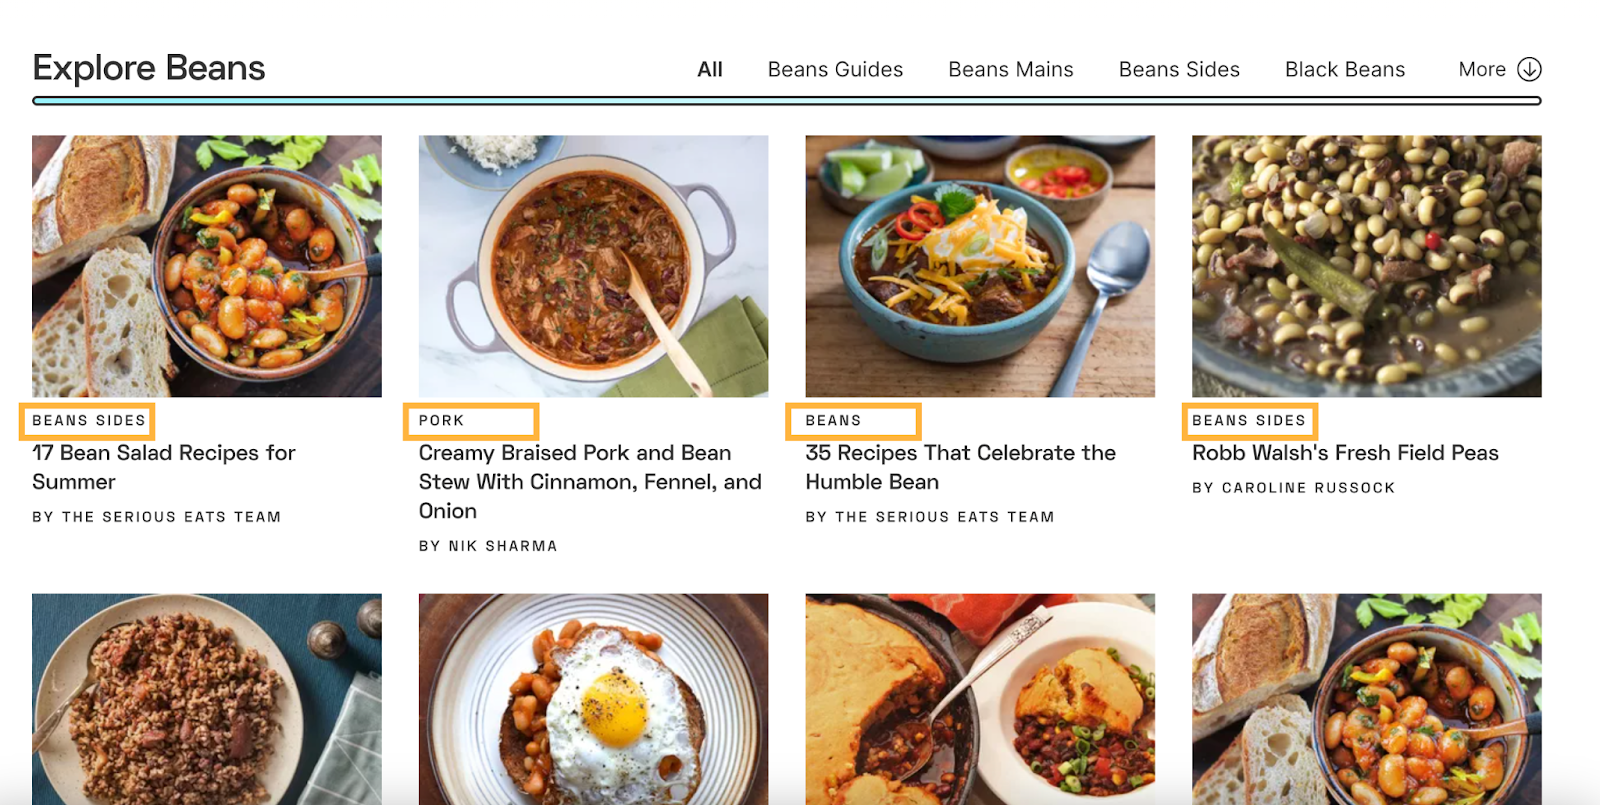 Explore Beans
All Beans Guides Beans Mains Beans Sides Black Beans More
BEANS SIDES
17 Bean Salad Recipes for
Summer
BY THE SERIOUS EATS TEAM
PORK
Creamy Braised Pork and Bean
Stew With Cinnamon, Fennel, and
Onion
BY NIK SHARMA
BEANS
35 Recipes That Celebrate the
Humble Bean
BY THE SERIOUS EATS TEAM
BEANS SIDES
Robb Walsh's Fresh Field Peas
BY CAROLINE RUSSOCK